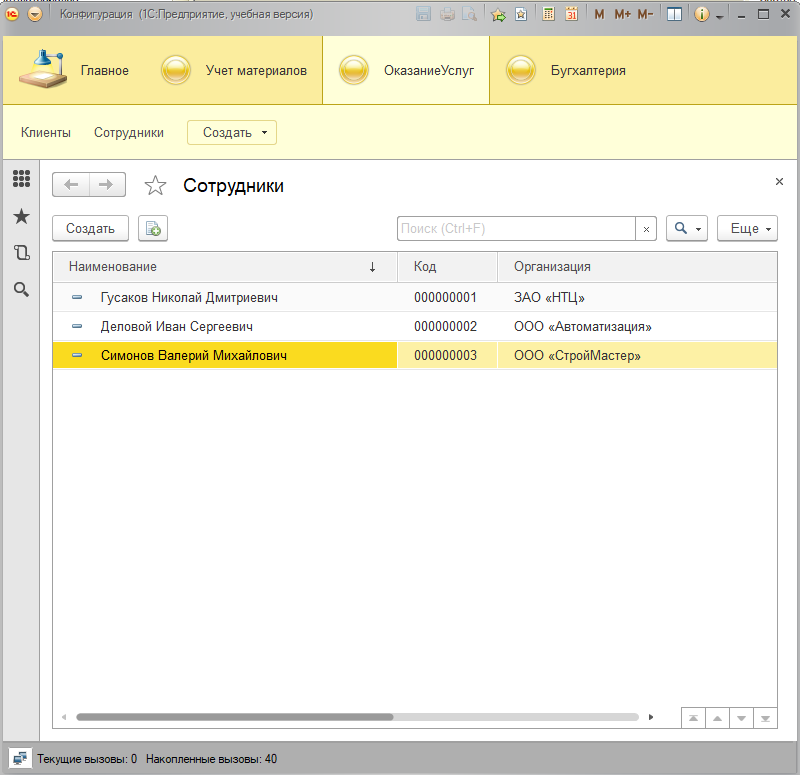 Конфигурация (1С:Предприятие, учебная версия) 31 M M+ M-
Главное Учет материалов ОказаниеУслуг Бугхалтерия
Клиенты Сотрудники Создать
Сотрудники
Создать Поиск (Ctrl+F) Еще
Наименование Код Организация
Гусаков Николай Дмитриевич 000000001 ЗАО «НТЦ»
Деловой Иван Сергеевич 000000002 ООО «Автоматизация»
Симонов Валерий Михайлович 000000003 ООО «СтройМастер»
Текущие вызовы: 0 Накопленные вызовы: 40